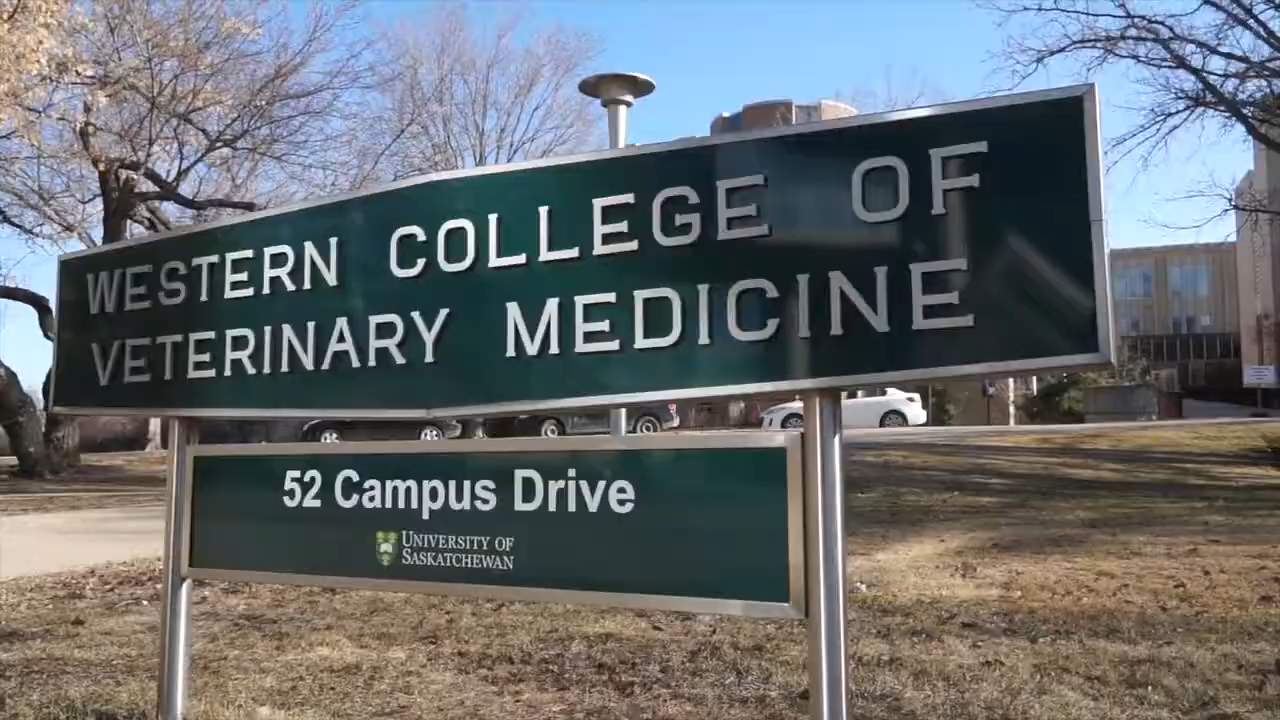 WESTERN COLLEGE OF
VETERINARY MEDICINE
52 Campus Drive
UNIVERSITY OF
SASKATCHEWAN